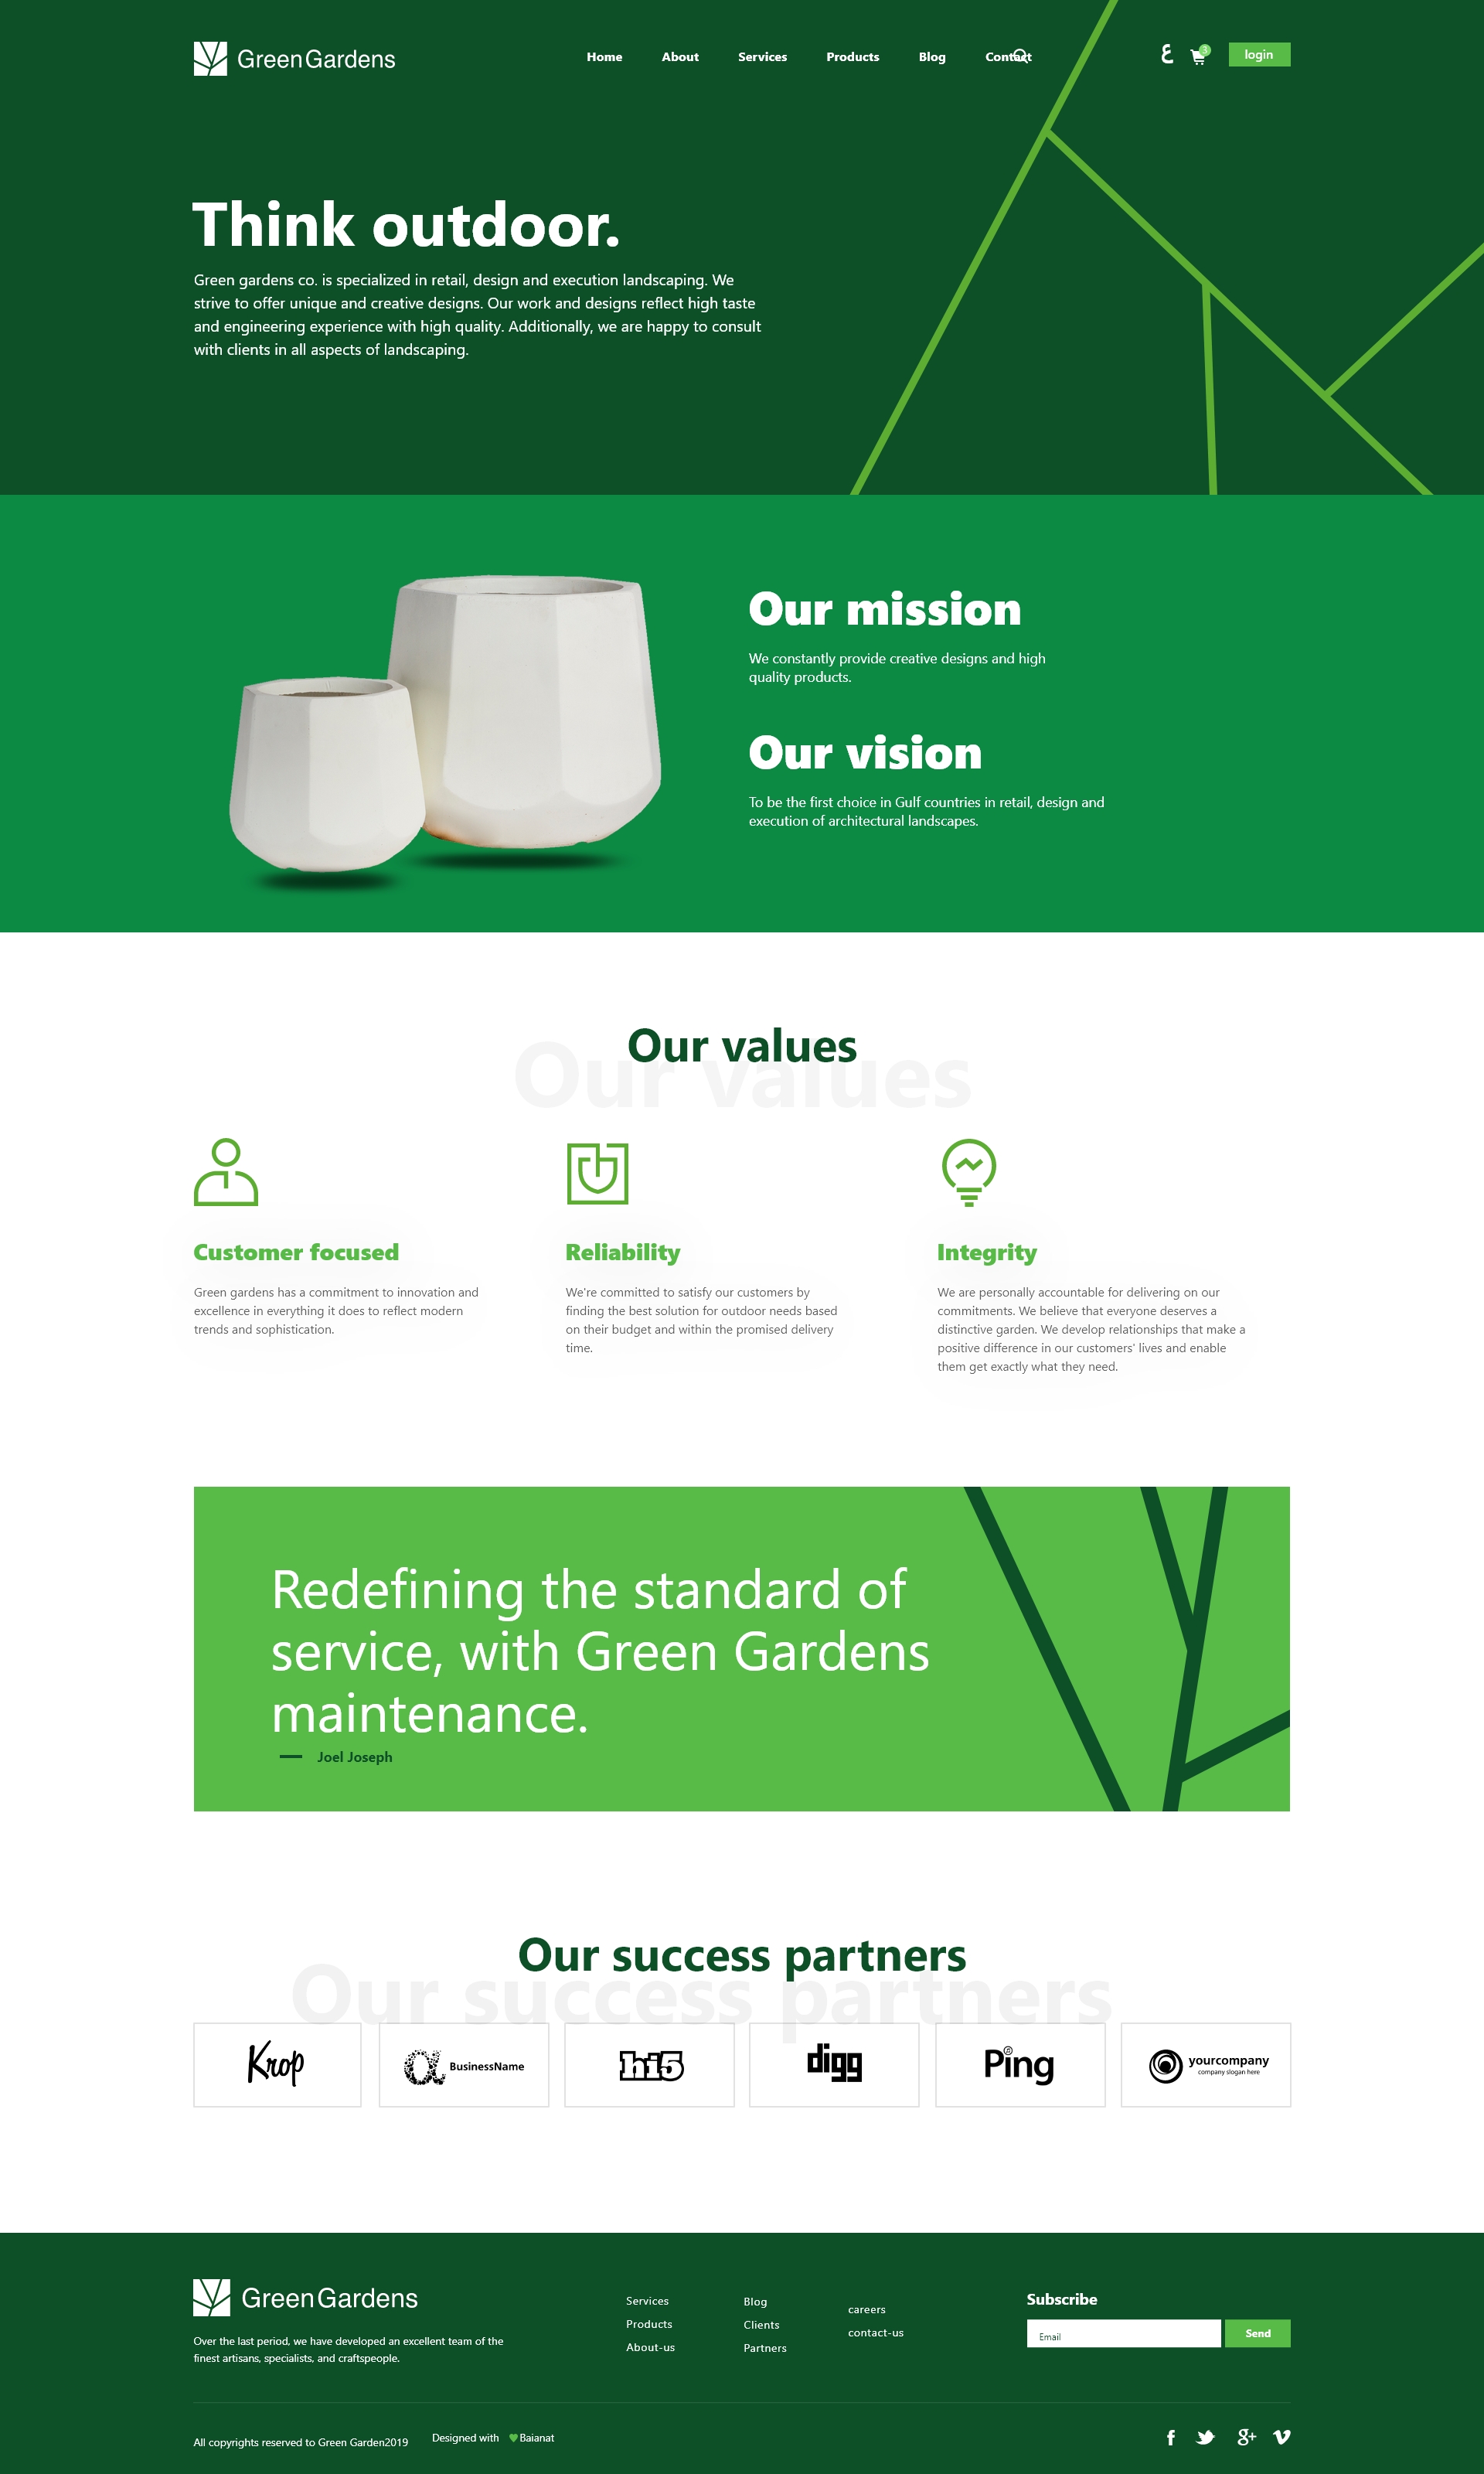 GreenGardens
Home About Services Products Blog Contact
ع
3
login
Think outdoor.
Green gardens co. is specialized in retail, design and execution landscaping. We
strive to offer unique and creative designs. Our work and designs reflect high taste
and engineering experience with high quality. Additionally, we are happy to consult
with clients in all aspects of landscaping.
Our mission
We constantly provide creative designs and high
quality products.
Our vision
To be the first choice in Gulf countries in retail, design and
execution of architectural landscapes.
Our values
Our values
Customer focused
Green gardens has a commitment to innovation and
excellence in everything it does to reflect modern
trends and sophistication.
Reliability
We're committed to satisfy our customers by
finding the best solution for outdoor needs based
on their budget and within the promised delivery
time.
Integrity
We are personally accountable for delivering on our
commitments. We believe that everyone deserves a
distinctive garden. We develop relationships that make a
positive difference in our customers' lives and enable
them get exactly what they need.
Redefining the standard of
service, with Green Gardens
maintenance.
Joel Joseph
Our success partners
Our success partners
Krop
α BusinessName
hi5
digg
Ping
yourcompany
company slogan here
GreenGardens
Over the last period, we have developed an excellent team of the
finest artisans, specialists, and craftspeople.
Services
Products
About-us
Blog
Clients
Partners
careers
contact-us
Subscribe
Email
Send
All copyrights reserved to Green Garden2019
Designed with Baianat